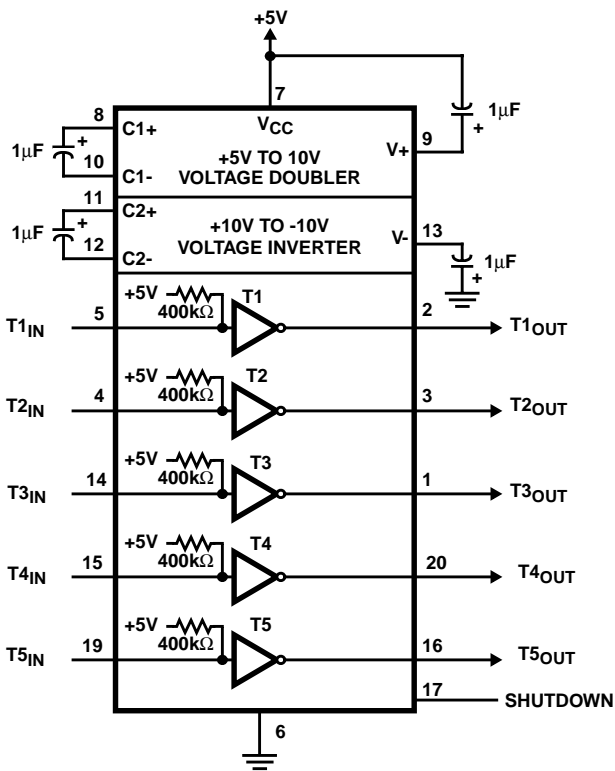 +5V
7
VCC
8
C1+
1µF
+
10
C1-
+5V TO 10V
VOLTAGE DOUBLER
V+
9
1µF
+
11
C2+
1µF
+
12
C2-
+10V TO -10V
VOLTAGE INVERTER
V-
13
1µF
+
T1IN
5
+5V
400kΩ
T1
2
T1OUT
T2IN
4
+5V
400kΩ
T2
3
T2OUT
T3IN
14
+5V
400kΩ
T3
1
T3OUT
T4IN
15
+5V
400kΩ
T4
20
T4OUT
T5IN
19
+5V
400kΩ
T5
16
T5OUT
17
SHUTDOWN
6